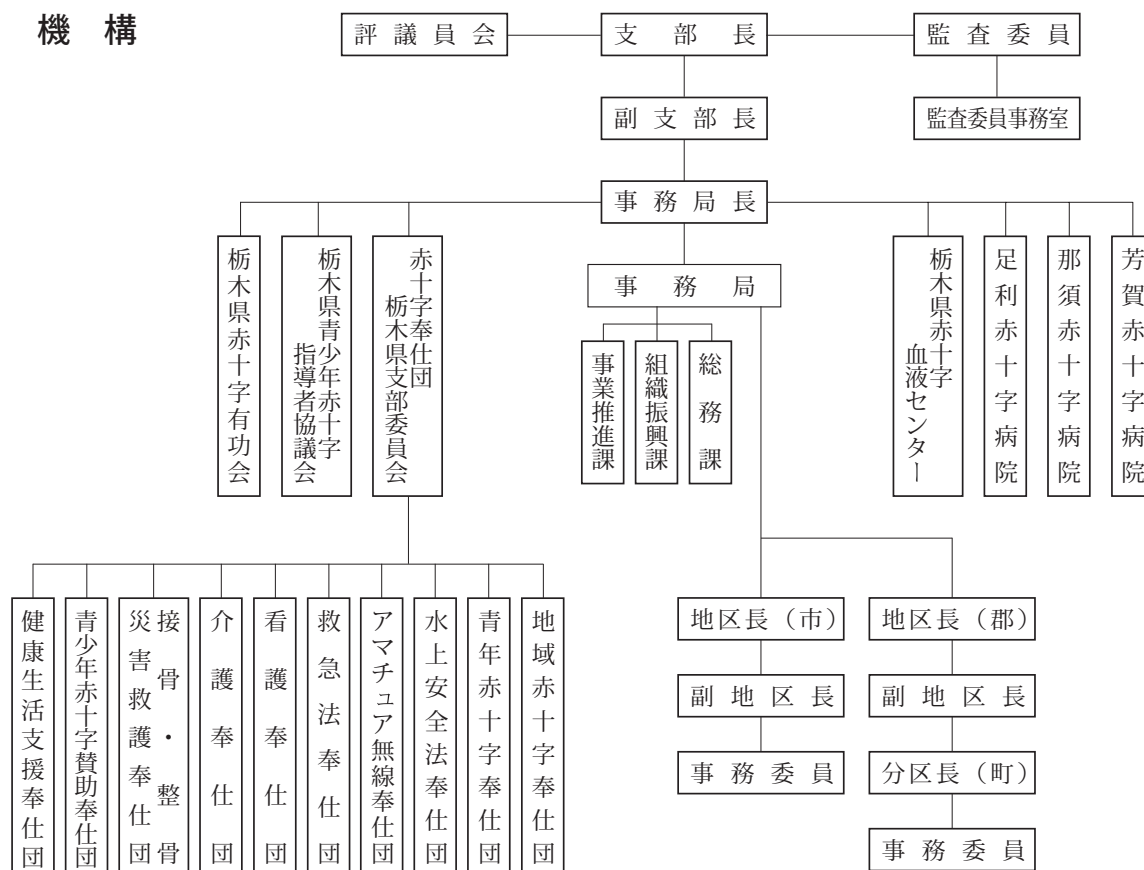 機構
評議員会
支部長
監査委員
副支部長
監査委員事務室
事務局長
栃木県赤十字有功会
栃木県青少年赤十字
指導者協議会
赤十字奉仕団
栃木県支部委員会
事務局
事業推進課
組織振興課
総務課
栃木県赤十字
血液センター
足利赤十字病院
那須赤十字病院
芳賀赤十字病院
健康生活支援奉仕団
青少年赤十字賛助奉仕団
接骨・整骨
災害救護奉仕団
介護奉仕団
看護奉仕団
救急法奉仕団
アマチュア無線奉仕団
水上安全法奉仕団
青年赤十字奉仕団
地域赤十字奉仕団
地区長（市）
副地区長
事務委員
地区長（郡）
副地区長
分区長（町）
事務委員